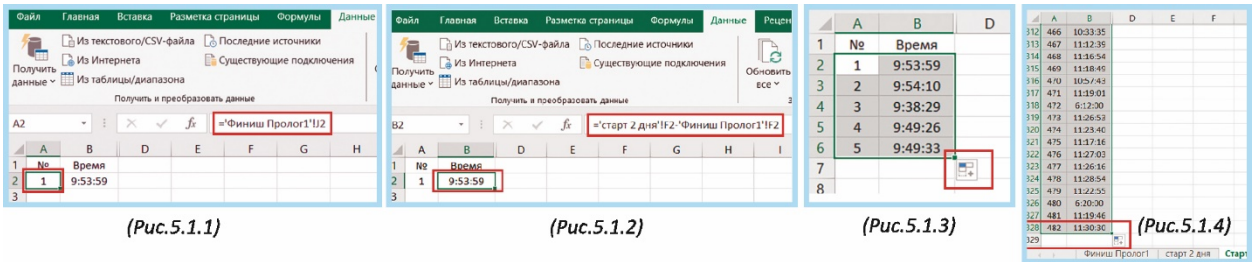 Файл Главная Вставка Разметка страницы Формулы Данные
Из текстового/CSV-файла Последние источники
Из Интернета Существующие подключения
Получить данные Из таблицы/диапазона
Получить и преобразовать данные
A2 fx ='Финиш Пролог1'!J2
A B D E F G H
1 № Время
2 1 9:53:59
3
(Рис.5.1.1)
Файл Главная Вставка Разметка страницы Формулы Данные Рецен
Из текстового/CSV-файла Последние источники
Из Интернета Существующие подключения
Получить данные Из таблицы/диапазона Обновить все
Получить и преобразовать данные
B2 fx ='старт 2 дня'!F2-'Финиш Пролог1'!F2
A B D E F G H I
1 № Время
2 1 9:53:59
3
(Рис.5.1.2)
A B D
1 № Время
2 1 9:53:59
3 2 9:54:10
4 3 9:38:29
5 4 9:49:26
6 5 9:49:33
7
8
(Рис.5.1.3)
A B D E F
312 466 10:33:35
313 467 11:12:39
314 468 11:16:54
315 469 11:18:49
316 470 10:57:43
317 471 11:19:01
318 472 6:12:00
319 473 11:26:53
320 474 11:23:40
321 475 11:17:16
322 476 11:27:03
323 477 11:26:16
324 478 11:28:54
325 479 11:22:55
326 480 6:20:00
327 481 11:19:46
328 482 11:30:30
329
Финиш Пролог1 старт 2 дня Старт
(Рис.5.1.4)